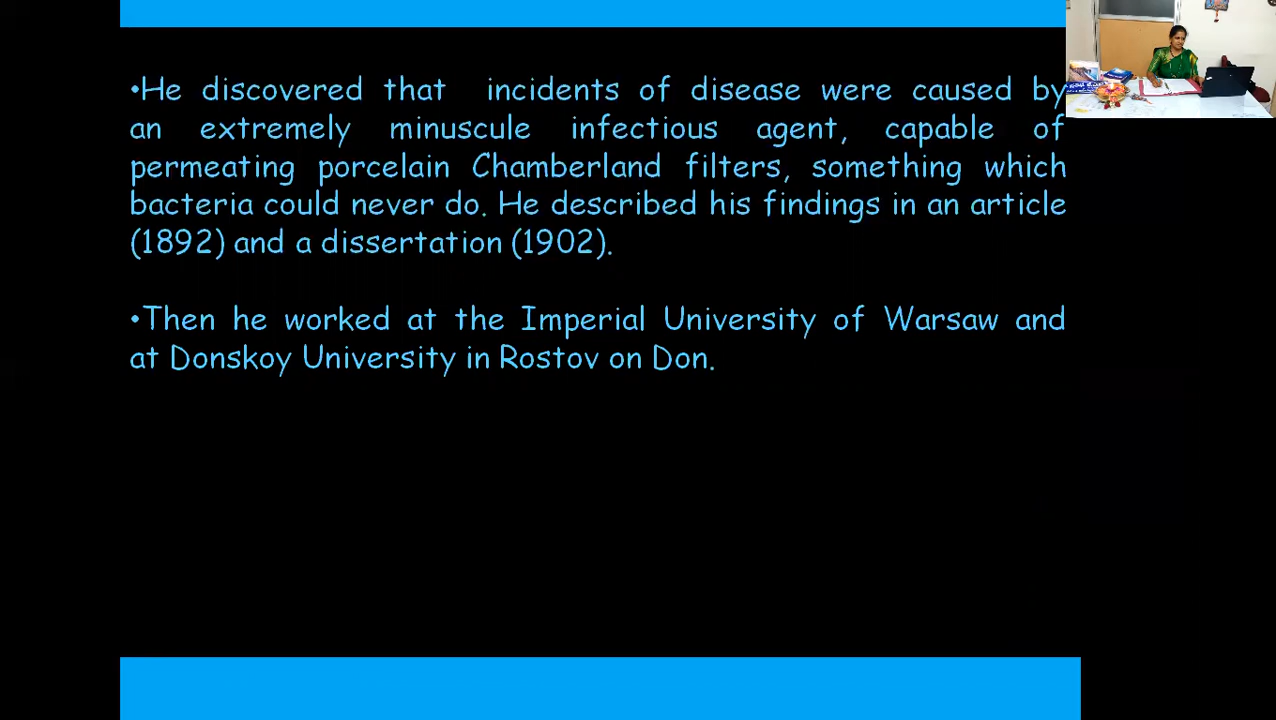 •He discovered that incidents of disease were caused by
an extremely minuscule infectious agent, capable of
permeating porcelain Chamberland filters, something which
bacteria could never do. He described his findings in an article
(1892) and a dissertation (1902).
•Then he worked at the Imperial University of Warsaw and
at Donskoy University in Rostov on Don.